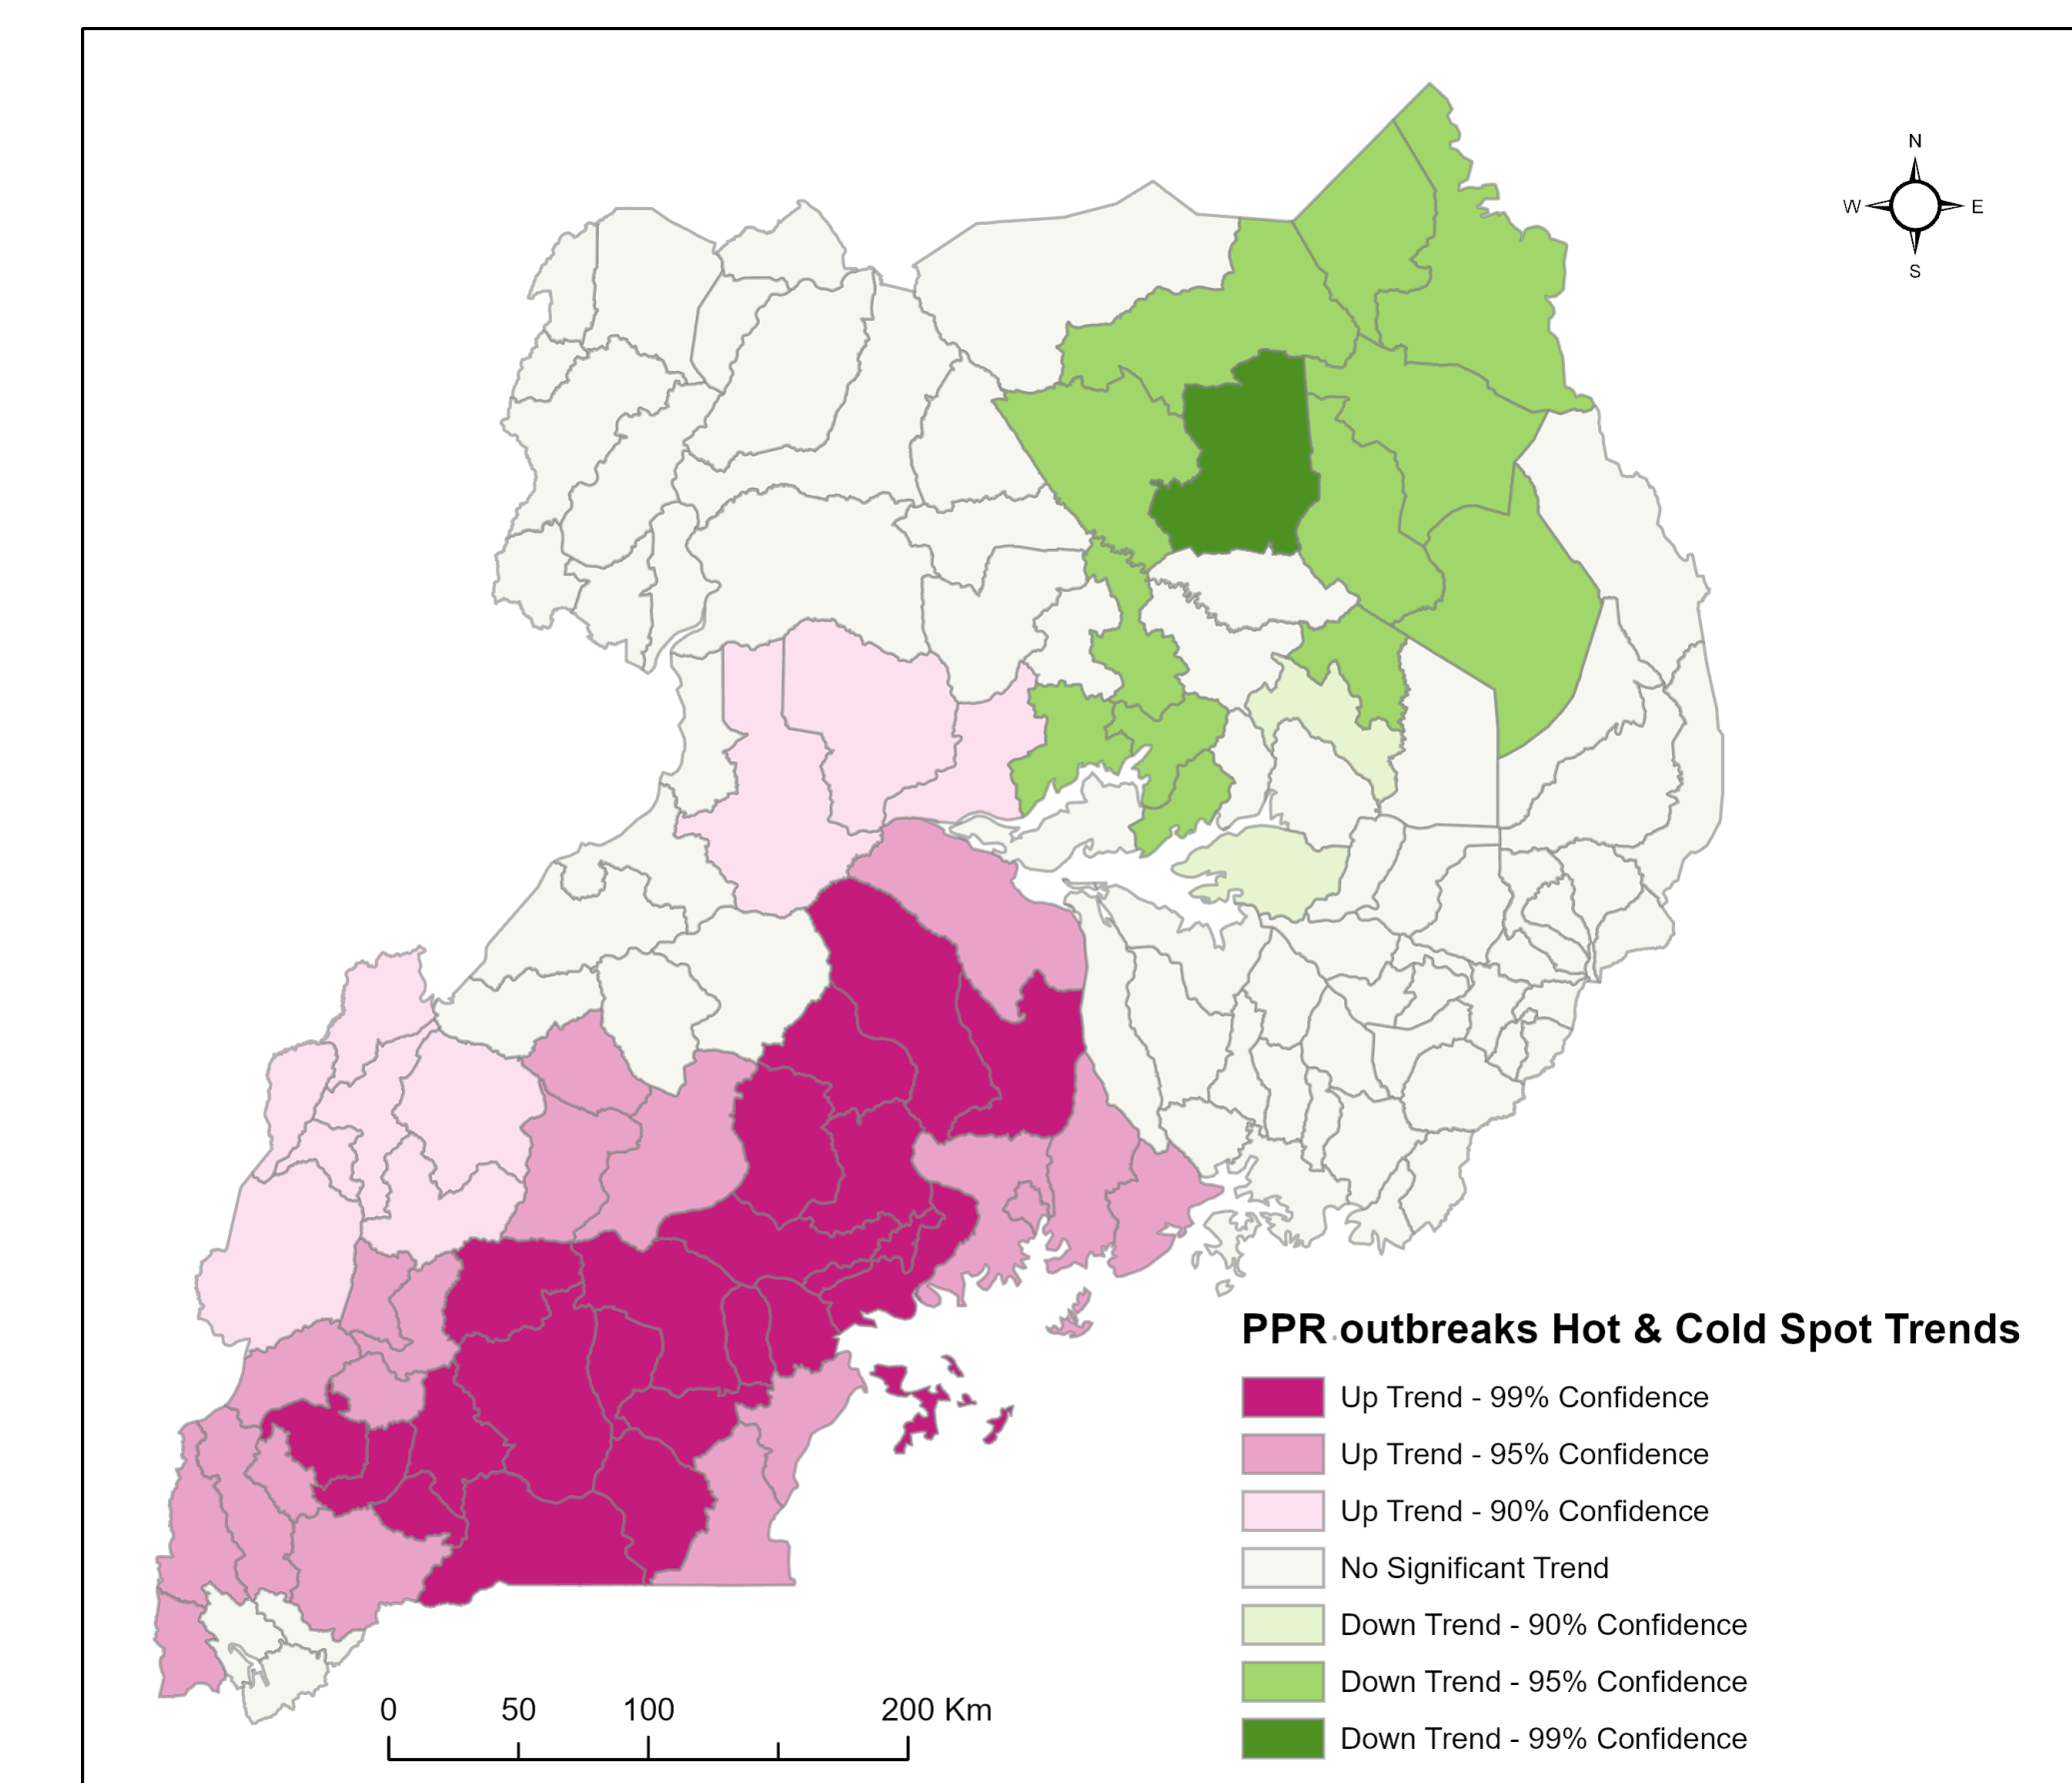 N
W E
S
PPR outbreaks Hot & Cold Spot Trends
Up Trend - 99% Confidence
Up Trend - 95% Confidence
Up Trend - 90% Confidence
No Significant Trend
Down Trend - 90% Confidence
Down Trend - 95% Confidence
Down Trend - 99% Confidence
0 50 100 200 Km